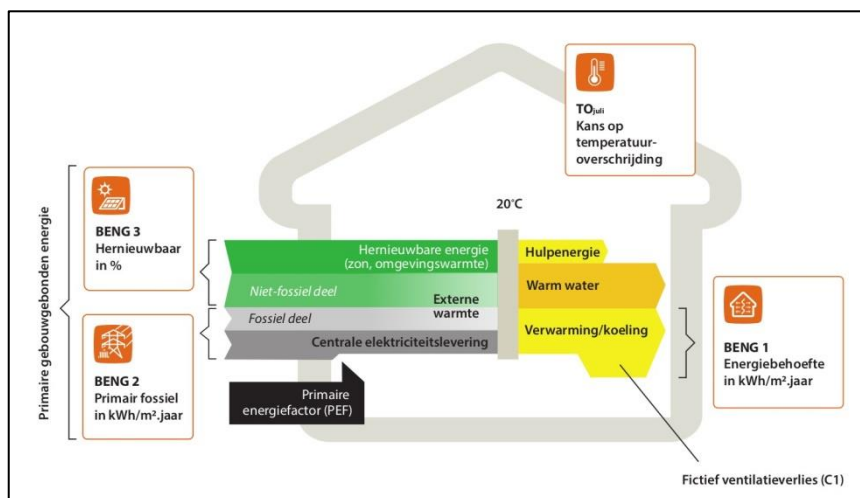 TOjuli
Kans op
temperatuur-
overschrijding
20°C
Primaire gebouwgebonden energie
BENG 3
Hernieuwbaar
in %
BENG 2
Primair fossiel
in kWh/m².jaar
Hernieuwbare energie
(zon, omgevingswarmte)
Niet-fossiel deel
Externe
warmte
Fossiel deel
Centrale elektriciteitslevering
Primaire
energiefactor (PEF)
Hulpenergie
Warm water
Verwarming/koeling
BENG 1
Energiebehoefte
in kWh/m².jaar
Fictief ventilatieverlies (C1)